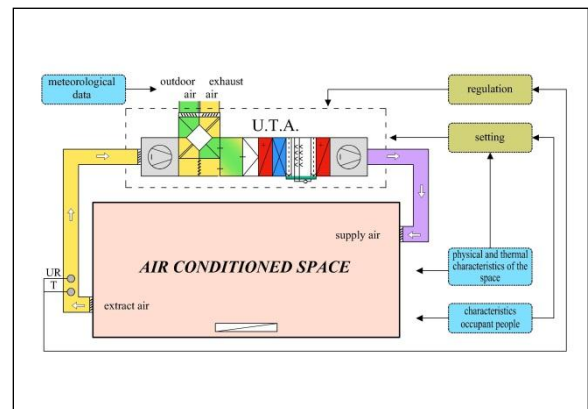 meteorological
data
outdoor
air
exhaust
air
U.T.A.
regulation
setting
supply air
AIR CONDITIONED SPACE
physical and thermal
characteristics of the
space
UR
T
extract air
characteristics
occupant people